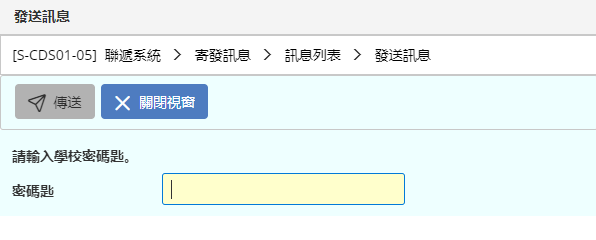 發送訊息
[S-CDS01-05] 聯遞系統 > 寄發訊息 > 訊息列表 > 發送訊息
傳送 關閉視窗
請輸入學校密碼匙。
密碼匙